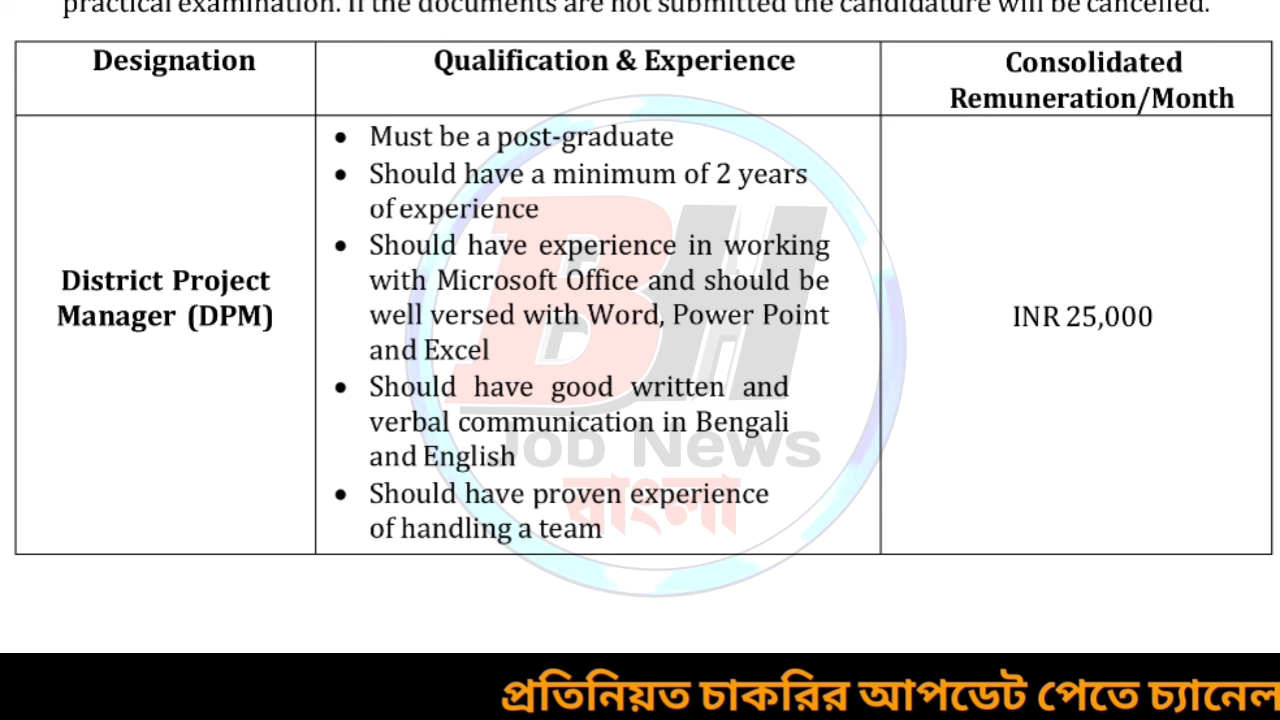 practical examination. If the documents are not submitted the candidature will be cancelled.
Designation
Qualification & Experience
Consolidated
Remuneration/Month
District Project
Manager (DPM)
• Must be a post-graduate
• Should have a minimum of 2 years
of experience
• Should have experience in working
with Microsoft Office and should be
well versed with Word, Power Point
and Excel
• Should have good written and
verbal communication in Bengali
and English
• Should have proven experience
of handling a team
INR 25,000
BH
Job News
বাংলা
প্রতিনিয়ত চাকরির আপডেট পেতে চ্যানেল